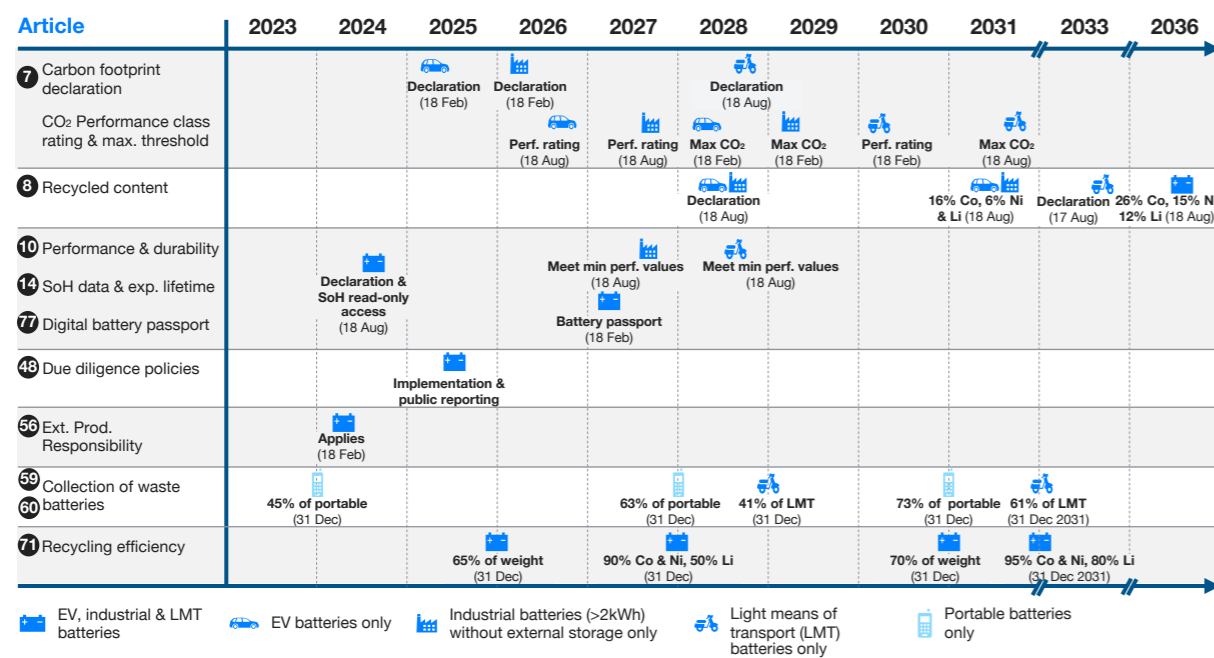 Article 2023 2024 2025 2026 2027 2028 2029 2030 2031 2033 2036
7 Carbon footprint
declaration
Declaration
(18 Feb)
Declaration
(18 Feb)
Declaration
(18 Aug)
CO2 Performance class
rating & max. threshold
Perf. rating
(18 Aug)
Perf. rating
(18 Aug)
Max CO2
(18 Feb)
Max CO2
(18 Feb)
Perf. rating
(18 Feb)
Max CO2
(18 Aug)
8 Recycled content
Declaration
(18 Aug)
16% Co, 6% Ni
& Li (18 Aug)
Declaration
(17 Aug)
26% Co, 15% N
12% Li (18 Aug)
10 Performance & durability
Meet min perf. values
(18 Aug)
Meet min perf. values
(18 Aug)
14 SoH data & exp. lifetime
Declaration &
SoH read-only
access
(18 Aug)
77 Digital battery passport
Battery passport
(18 Feb)
48 Due diligence policies
Implementation &
public reporting
56 Ext. Prod.
Responsibility
Applies
(18 Feb)
59
60
Collection of waste
batteries
45% of portable
(31 Dec)
63% of portable
(31 Dec)
41% of LMT
(31 Dec)
73% of portable
(31 Dec)
61% of LMT
(31 Dec 2031)
71 Recycling efficiency
65% of weight
(31 Dec)
90% Co & Ni, 50% Li
(31 Dec)
70% of weight
(31 Dec)
95% Co & Ni, 80% Li
(31 Dec 2031)
EV, industrial & LMT
batteries
EV batteries only
Industrial batteries (>2kWh)
without external storage only
Light means of
transport (LMT)
batteries only
Portable batteries
only